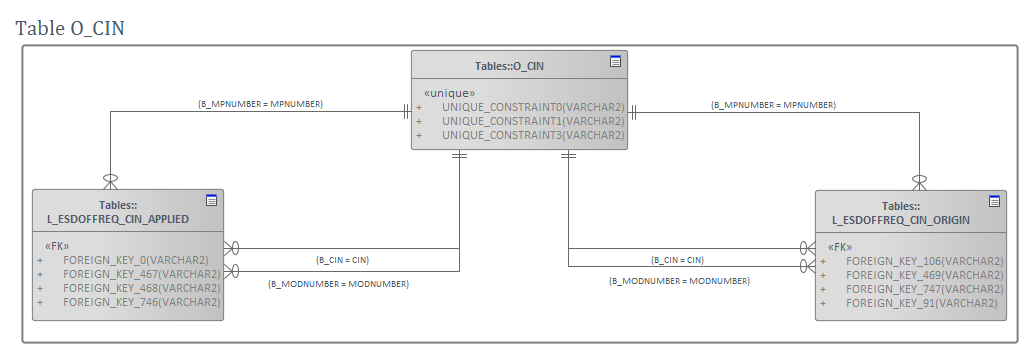 Table O_CIN
Tables::O_CIN
«unique»
+ UNIQUE_CONSTRAINT0(VARCHAR2)
+ UNIQUE_CONSTRAINT1(VARCHAR2)
+ UNIQUE_CONSTRAINT3(VARCHAR2)
(B_MPNUMBER = MPNUMBER)
(B_MPNUMBER = MPNUMBER)
Tables::
L_ESDOFFREQ_CIN_APPLIED
«FK»
+ FOREIGN_KEY_0(VARCHAR2)
+ FOREIGN_KEY_467(VARCHAR2)
+ FOREIGN_KEY_468(VARCHAR2)
+ FOREIGN_KEY_746(VARCHAR2)
(B_CIN = CIN)
(B_MODNUMBER = MODNUMBER)
(B_CIN = CIN)
(B_MODNUMBER = MODNUMBER)
Tables::
L_ESDOFFREQ_CIN_ORIGIN
«FK»
+ FOREIGN_KEY_106(VARCHAR2)
+ FOREIGN_KEY_469(VARCHAR2)
+ FOREIGN_KEY_747(VARCHAR2)
+ FOREIGN_KEY_91(VARCHAR2)